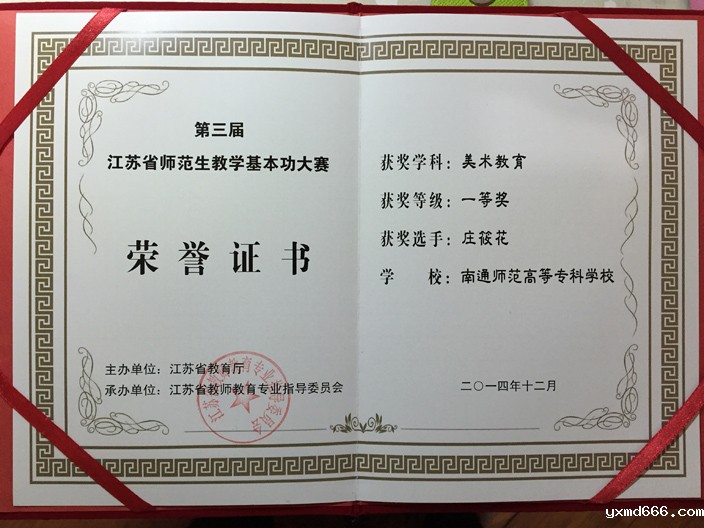 第三届
江苏省师范生教学基本功大赛
荣誉证书
主办单位：江苏省教育厅
承办单位：江苏省教师教育专业指导委员会
获奖学科：美术教育
获奖等级：一等奖
获奖选手：庄筱花
学 校：南通师范高等专科学校
二〇一四年十二月
yxmd666.com